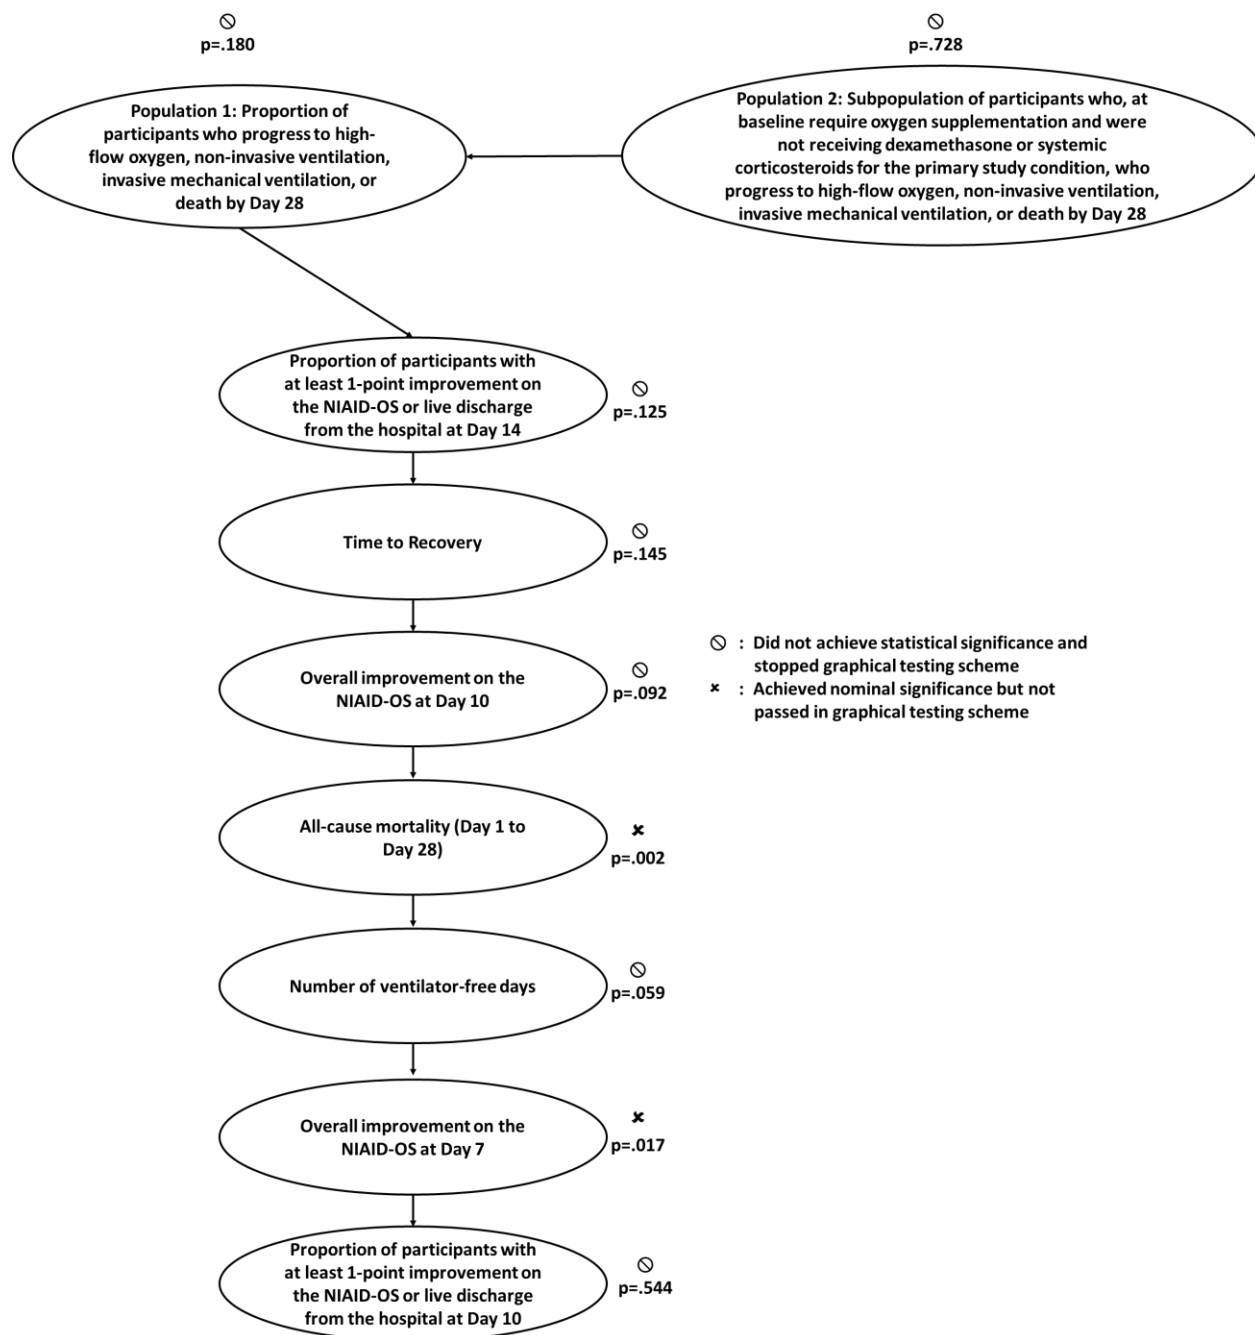 p=.180
Population 1: Proportion of
participants who progress to high-
flow oxygen, non-invasive ventilation,
invasive mechanical ventilation, or
death by Day 28
p=.728
Population 2: Subpopulation of participants who, at
baseline require oxygen supplementation and were
not receiving dexamethasone or systemic
corticosteroids for the primary study condition, who
progress to high-flow oxygen, non-invasive ventilation,
invasive mechanical ventilation, or death by Day 28
Proportion of participants with
at least 1-point improvement on
the NIAID-OS or live discharge
from the hospital at Day 14
p=.125
Time to Recovery
p=.145
Overall improvement on the
NIAID-OS at Day 10
p=.092
🛇 : Did not achieve statistical significance and
stopped graphical testing scheme
✘ : Achieved nominal significance but not
passed in graphical testing scheme
All-cause mortality (Day 1 to
Day 28)
p=.002
Number of ventilator-free days
p=.059
Overall improvement on the
NIAID-OS at Day 7
p=.017
Proportion of participants with
at least 1-point improvement on
the NIAID-OS or live discharge
from the hospital at Day 10
p=.544